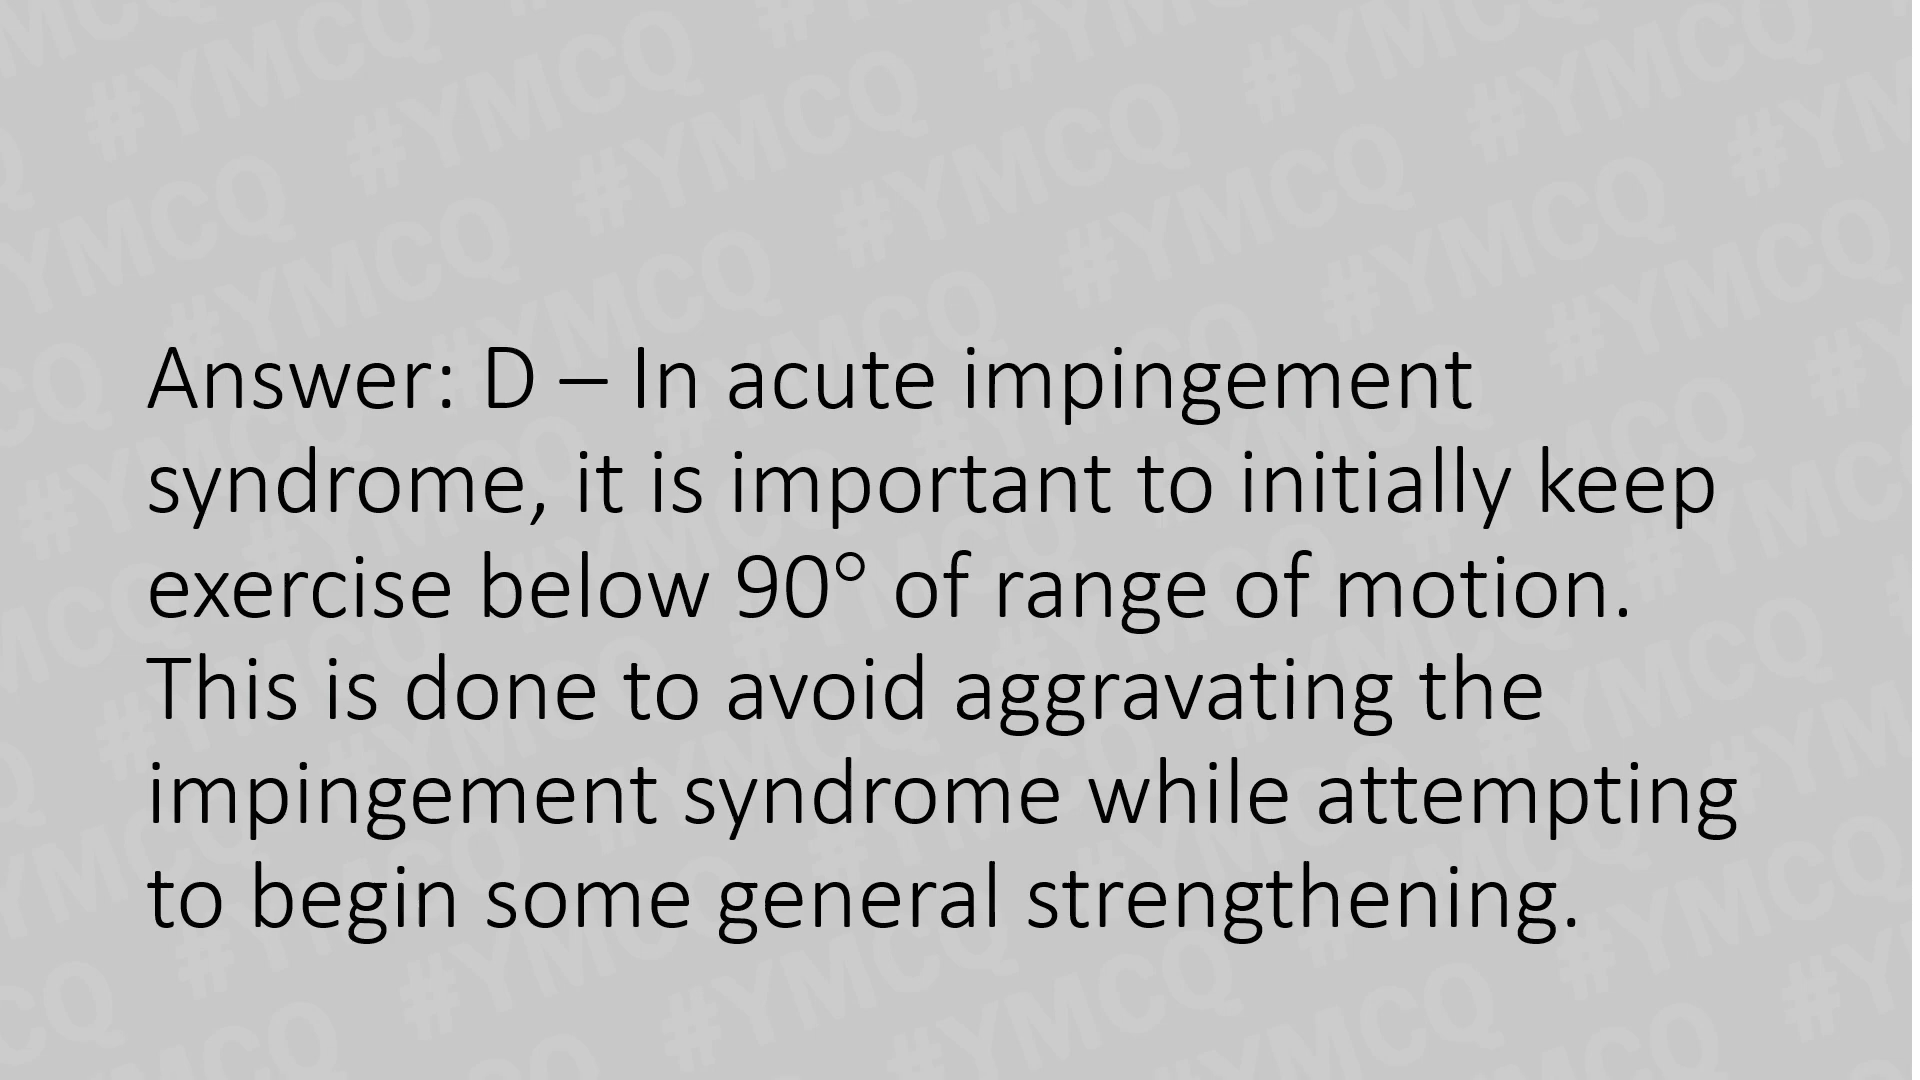 Answer: D – In acute impingement
syndrome, it is important to initially keep
exercise below 90° of range of motion.
This is done to avoid aggravating the
impingement syndrome while attempting
to begin some general strengthening.
#YMCQ